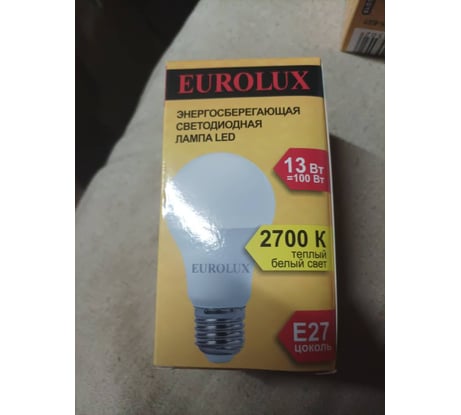 EUROLUX
ЭНЕРГОСБЕРЕГАЮЩАЯ
СВЕТОДИОДНАЯ
ЛАМПА LED
13 Вт
=100 Вт
2700 К
теплый
белый свет
EUROLUX
E27
цоколь